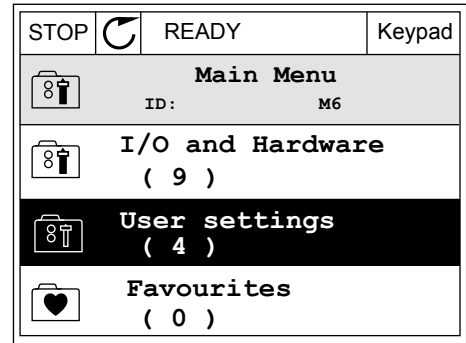 STOP READY Keypad
Main Menu
ID: M6
I/O and Hardware
( 9 )
User settings
( 4 )
Favourites
( 0 )